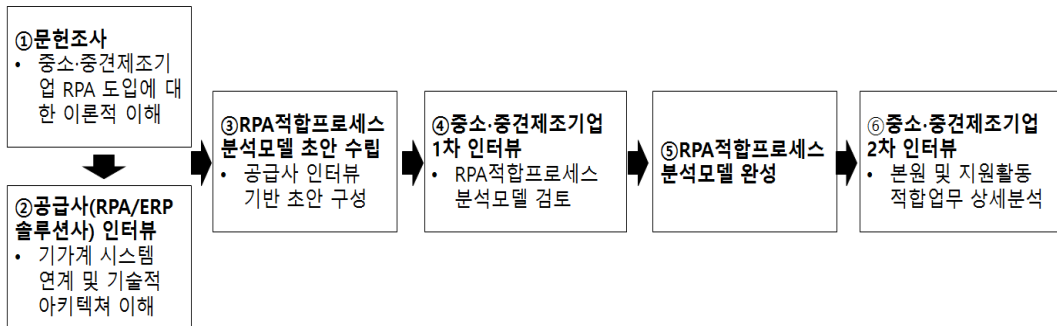 ①문헌조사
• 중소·중견제조기
업 RPA 도입에 대
한 이론적 이해
②공급사(RPA/ERP
솔루션사) 인터뷰
• 기가계 시스템
연계 및 기술적
아키텍쳐 이해
③RPA적합프로세스
분석모델 초안 수립
• 공급사 인터뷰
기반 초안 구성
④중소·중견제조기업
1차 인터뷰
• RPA적합프로세스
분석모델 검토
⑤RPA적합프로세스
분석모델 완성
⑥중소·중견제조기업
2차 인터뷰
• 본원 및 지원활동
적합업무 상세분석